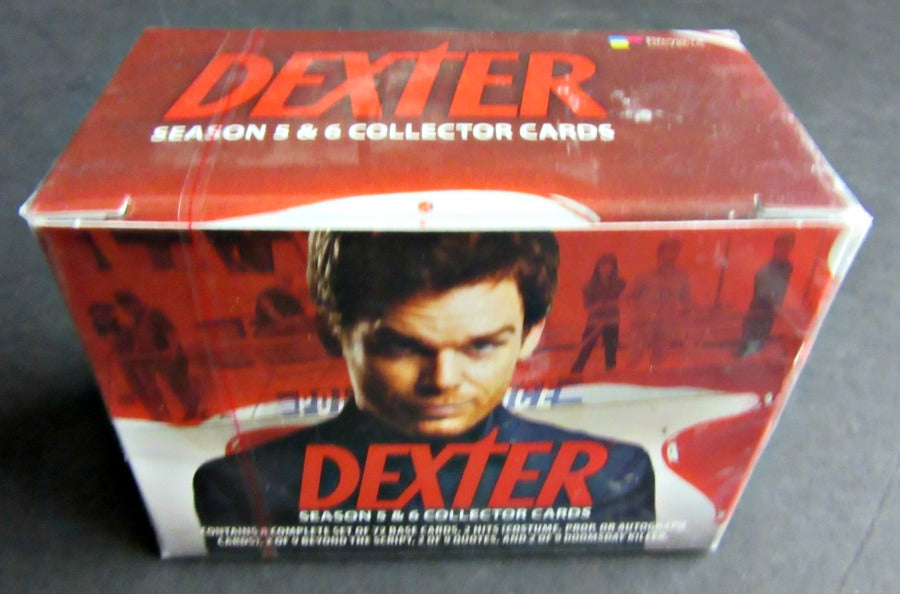 DEXTER
SEASON 5 & 6 COLLECTOR CARDS
DEXTER
SEASON 5 & 6 COLLECTOR CARDS
CONTAINS A COMPLETE SET OF 72 BASE CARDS, 2 HITS (COSTUME, PROP, OR AUTOGRAPH
CARDS), 2 OF 9 BEYOND THE SCRIPT, 2 OF 9 QUOTES, AND 2 OF 9 DOOMSDAY KILLER.